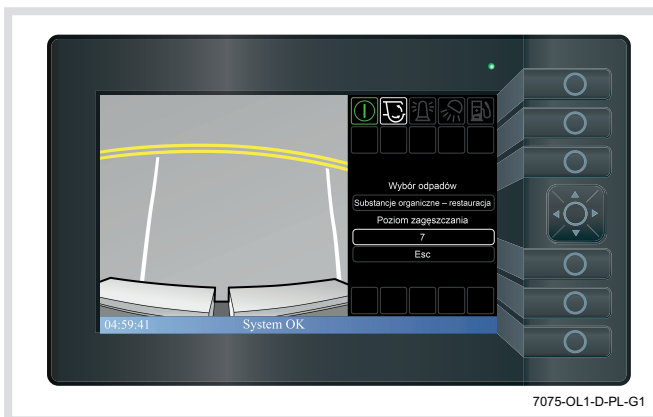 Wybór odpadów
Substancje organiczne – restauracja
Poziom zagęszczania
7
Esc
04:59:41 System OK
7075-OL1-D-PL-G1